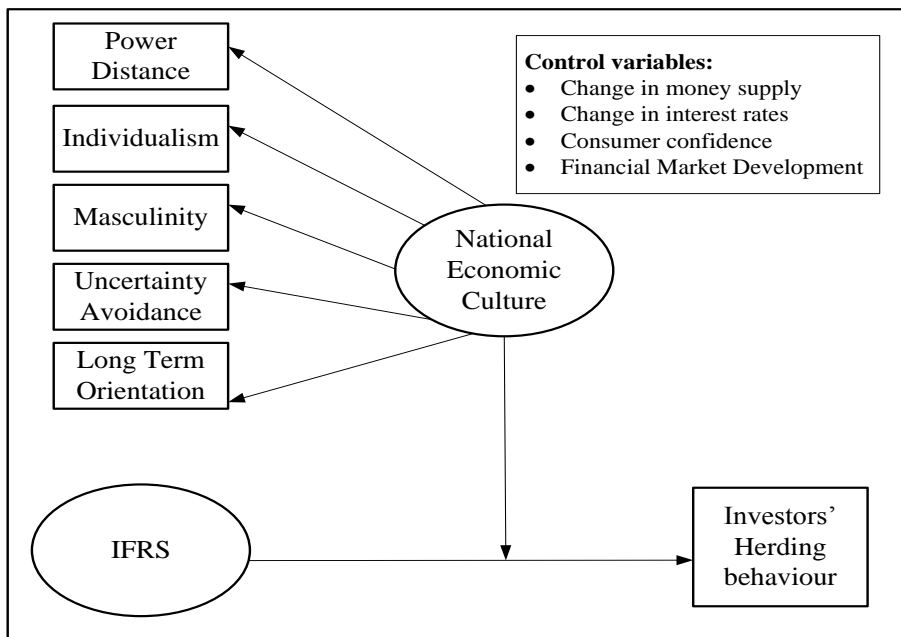 Power
Distance
Individualism
Masculinity
Uncertainty
Avoidance
Long Term
Orientation
Control variables:
• Change in money supply
• Change in interest rates
• Consumer confidence
• Financial Market Development
National
Economic
Culture
IFRS
Investors’
Herding
behaviour